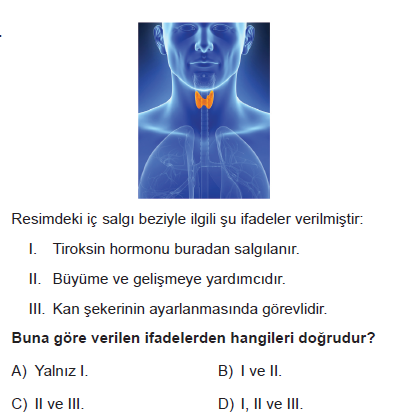 Resimdeki iç salgı beziyle ilgili şu ifadeler verilmiştir:
I. Tiroksin hormonu buradan salgılanır.
II. Büyüme ve gelişmeye yardımcıdır.
III. Kan şekerinin ayarlanmasında görevlidir.
Buna göre verilen ifadelerden hangileri doğrudur?
A) Yalnız I. B) I ve II.
C) II ve III. D) I, II ve III.